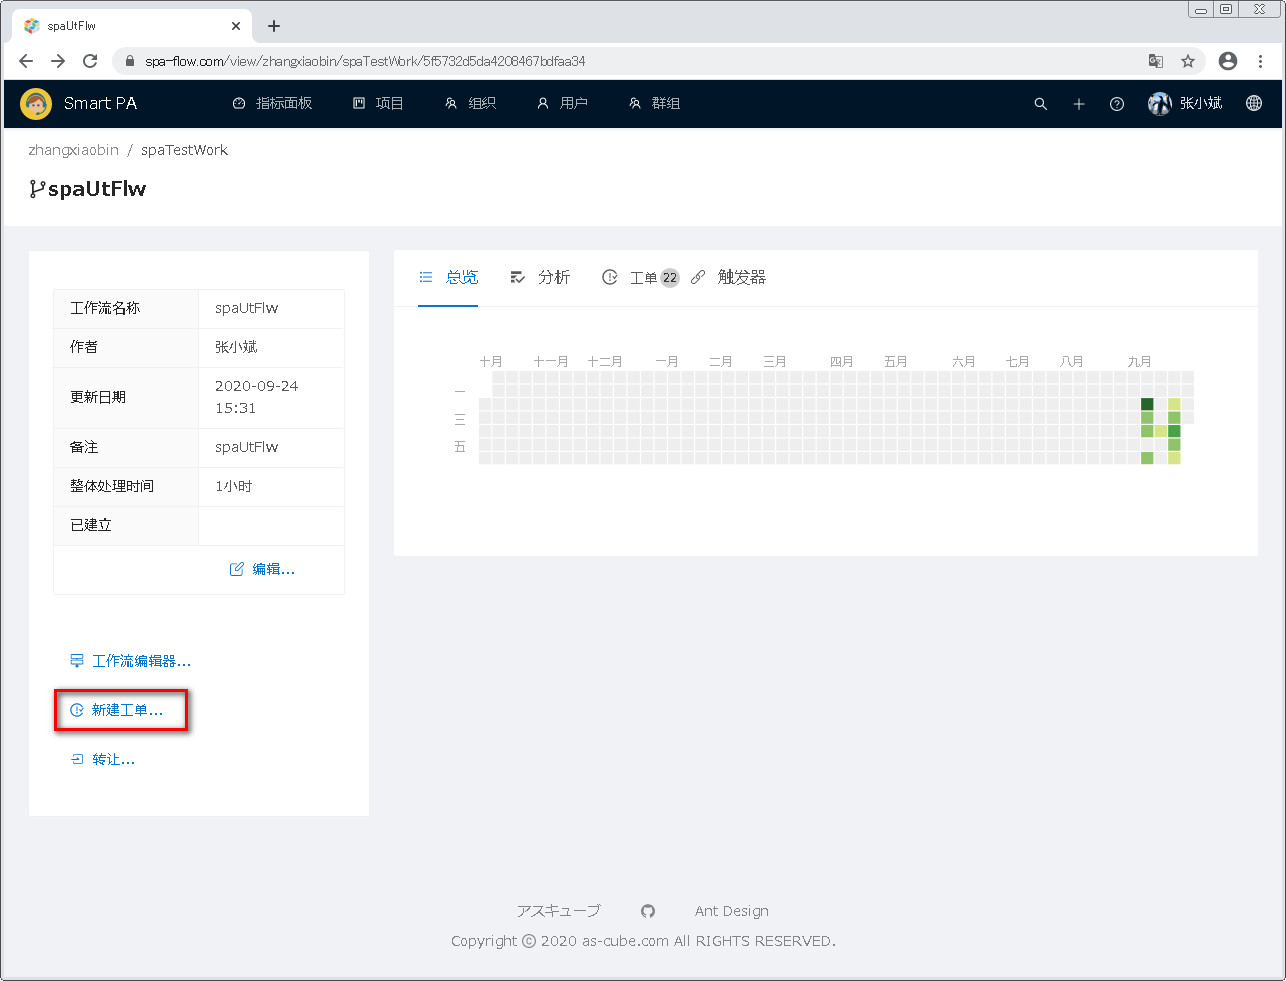 spaUtFlw
spa-flow.com/view/zhangxiaobin/spaTestWork/5f5732d5da4208467bdfaa34
Smart PA 指标面板 项目 组织 用户 群组 张小斌
zhangxiaobin / spaTestWork
spaUtFlw
总览 分析 工单 22 触发器
工作流名称 spaUtFlw
作者 张小斌
更新日期 2020-09-24
15:31
备注 spaUtFlw
整体处理时间 1小时
已建立
编辑...
十月 十一月 十二月 一月 二月 三月 四月 五月 六月 七月 八月 九月
一
三
五
工作流编辑器...
新建工单...
转让...
アスキューブ Ant Design
Copyright © 2020 as-cube.com All RIGHTS RESERVED.